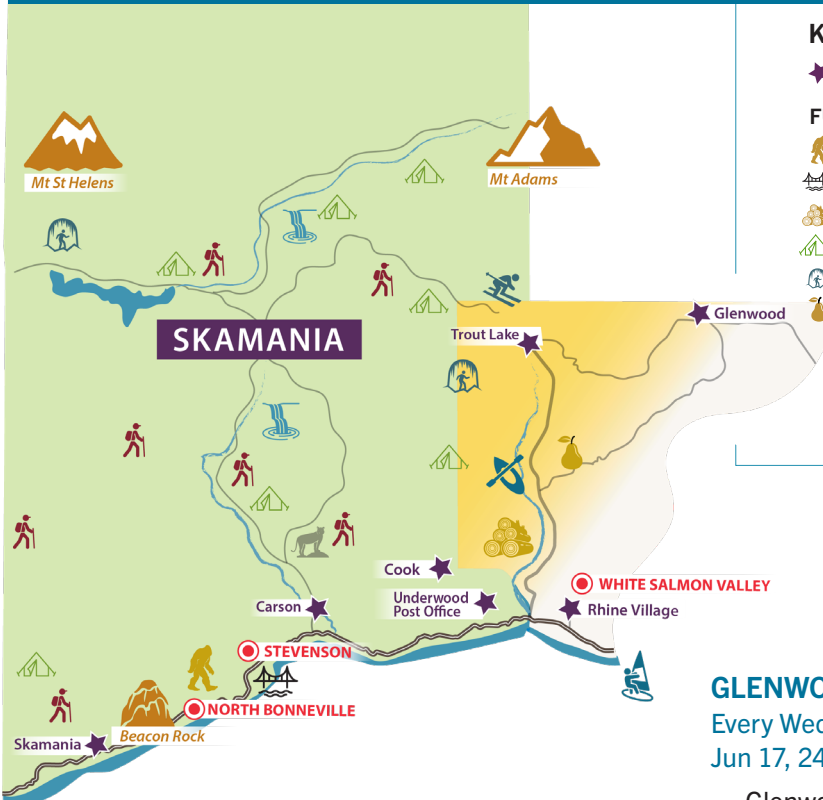 K
F
Mt St Helens
Mt Adams
Glenwood
Trout Lake
SKAMANIA
Cook
WHITE SALMON VALLEY
Underwood
Post Office
Rhine Village
Carson
STEVENSON
NORTH BONNEVILLE
Beacon Rock
Skamania
GLENWO
Every Wed
Jun 17, 24
Glenwo